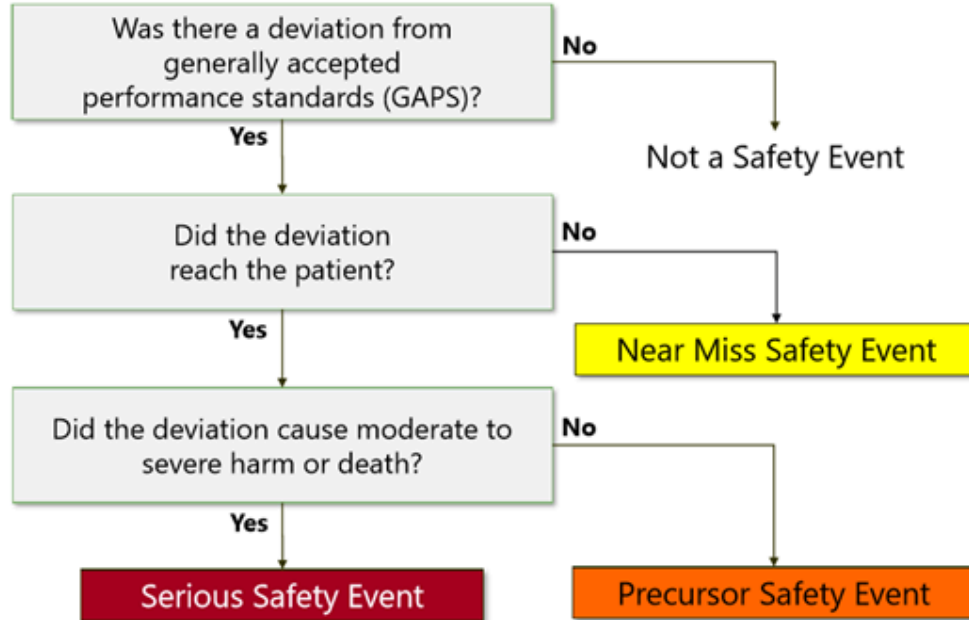 Was there a deviation from
generally accepted
performance standards (GAPS)?
No
Yes
Not a Safety Event
Did the deviation
reach the patient?
No
Yes
Near Miss Safety Event
Did the deviation cause moderate to
severe harm or death?
No
Yes
Serious Safety Event
Precursor Safety Event